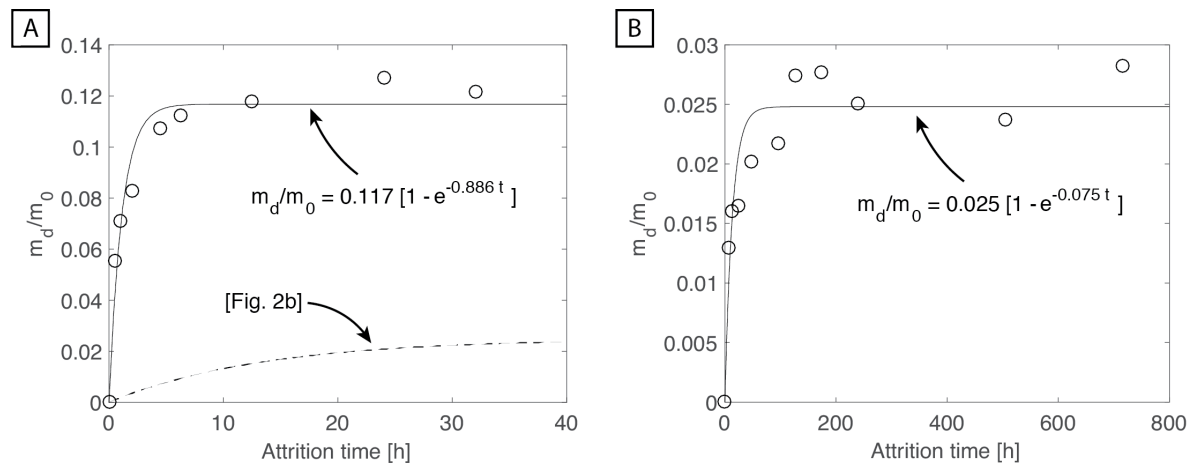 A
0.14
0.12
0.1
0.08
0.06
0.04
0.02
0
m_d/m_0
m_d/m_0 = 0.117 [1 - e^-0.886 t ]
[Fig. 2b]
0 10 20 30 40
Attrition time [h]
B
0.03
0.025
0.02
0.015
0.01
0.005
0
m_d/m_0
m_d/m_0 = 0.025 [1 - e^-0.075 t ]
0 200 400 600 800
Attrition time [h]